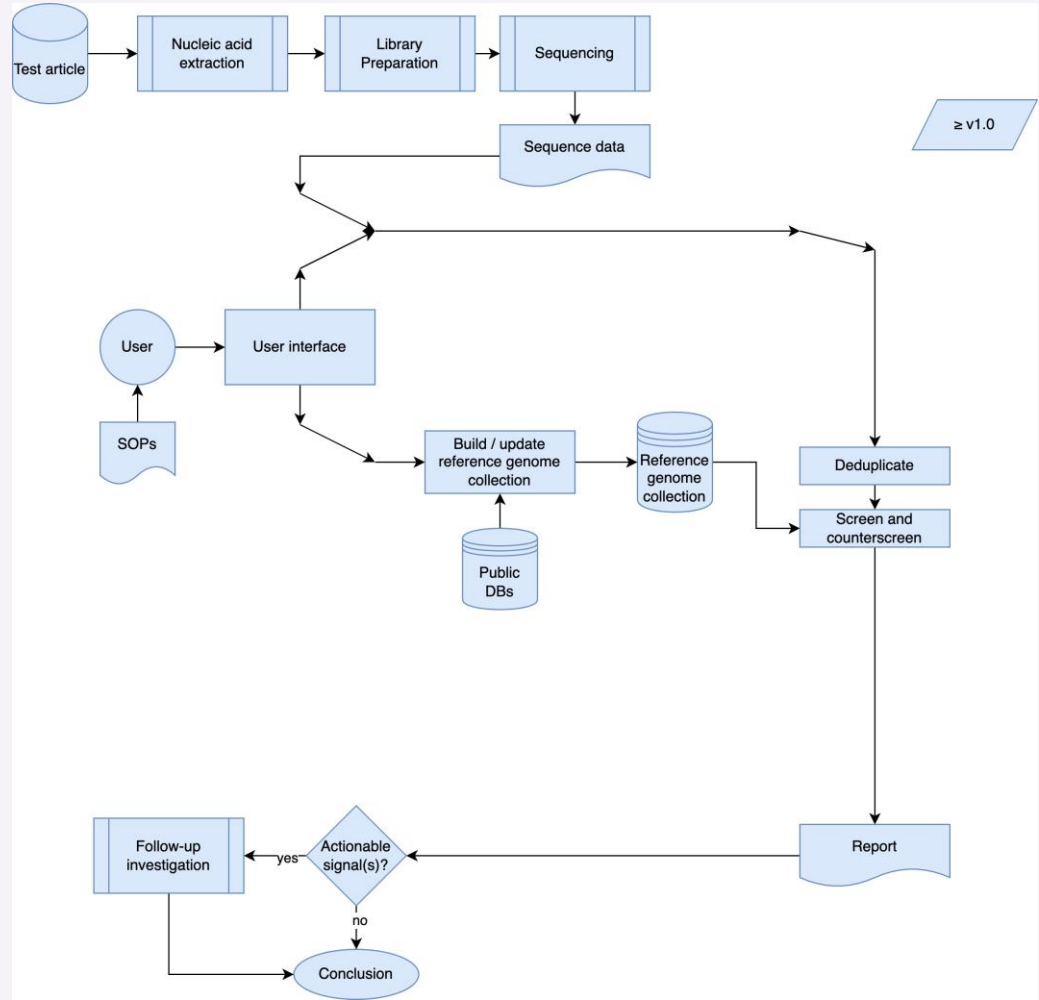 Test article
Nucleic acid
extraction
Library
Preparation
Sequencing
≥ v1.0
Sequence data
User
User interface
SOPs
Build / update
reference genome
collection
Reference
genome
collection
Public
DBs
Deduplicate
Screen and
counterscreen
Follow-up
investigation
yes
Actionable
signal(s)?
Report
no
Conclusion